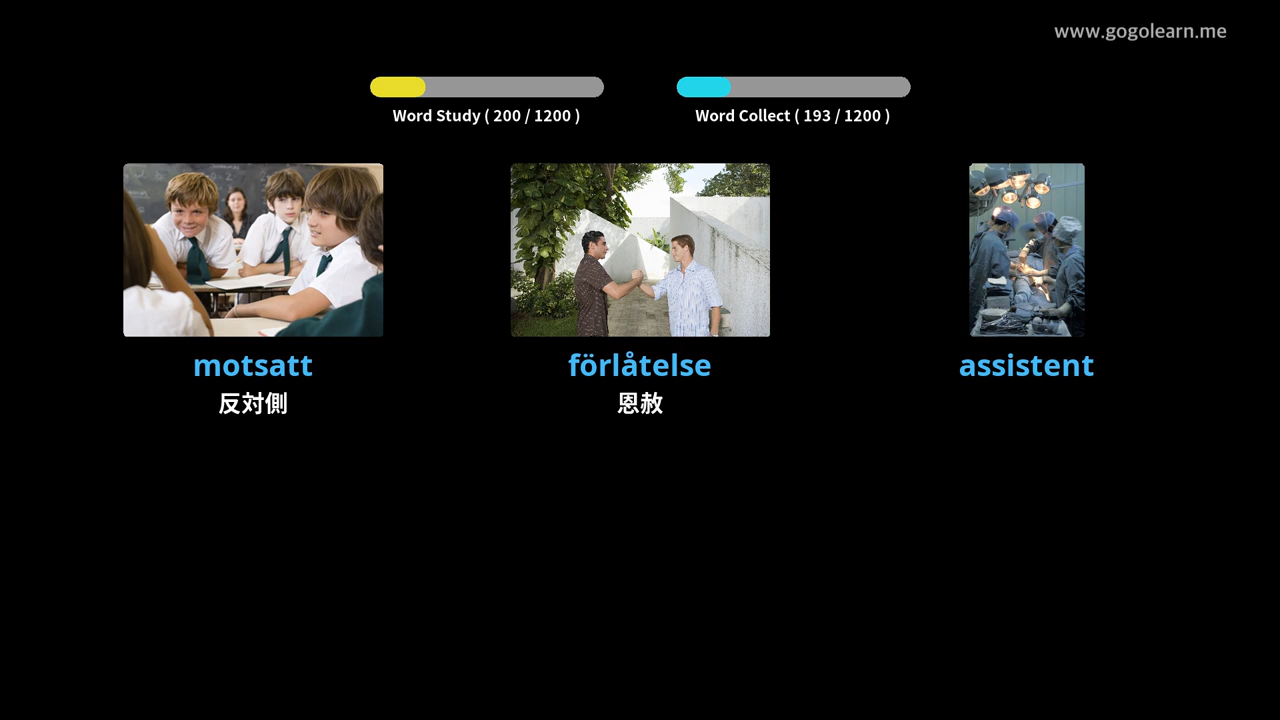 www.gogolearn.me
Word Study ( 200 / 1200 )
Word Collect ( 193 / 1200 )
motsatt
反対側
förlåtelse
恩赦
assistent